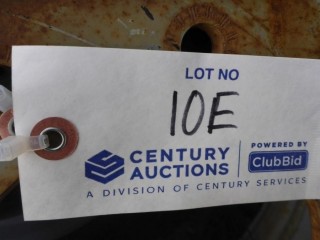 LOT NO
10E
CENTURY AUCTIONS
POWERED BY
ClubBid
A DIVISION OF CENTURY SERVICES